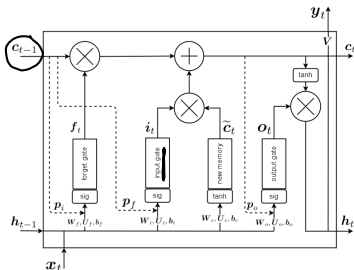 y_t
c_{t-1}
V
c_t
tanh
f_t
i_t
c̃_t
o_t
forget gate
input gate
new memory
output gate
p_i
p_f
sig
sig
tanh
p_o
sig
h_{t-1}
W_f, U_f, b_f
W_i, U_i, b_i
W_c, U_c, b_c
W_o, U_o, b_o
h_t
x_t